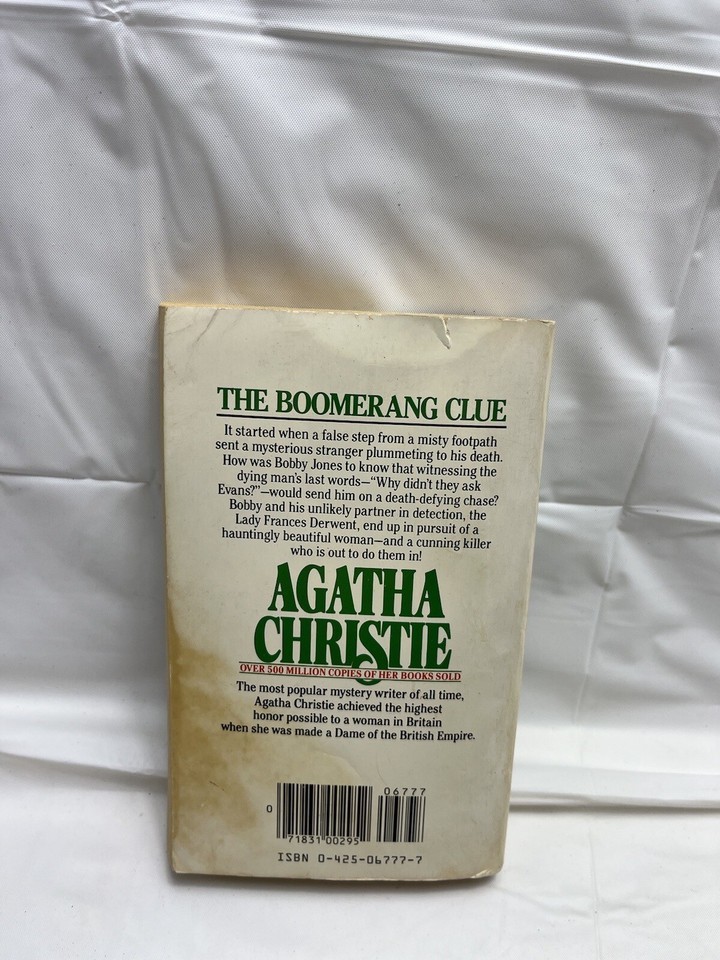 THE BOOMERANG CLUE
It started when a false step from a misty footpath
sent a mysterious stranger plummeting to his death.
How was Bobby Jones to know that witnessing the
dying man's last words—"Why didn't they ask
Evans?"—would send him on a death-defying chase?
Bobby and his unlikely partner in detection, the
Lady Frances Derwent, end up in pursuit of a
hauntingly beautiful woman—and a cunning killer
who is out to do them in!
AGATHA
CHRISTIE
OVER 500 MILLION COPIES OF HER BOOKS SOLD
The most popular mystery writer of all time,
Agatha Christie achieved the highest
honor possible to a woman in Britain
when she was made a Dame of the British Empire.
06777
0
71831 00295
ISBN 0-425-06777-7